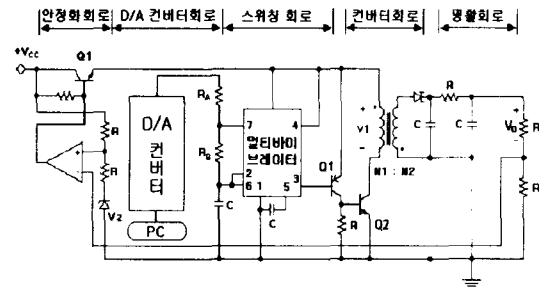 안정화회로 D/A 컨버터회로 스위칭 회로 컨버터회로 평활회로
+Vcc
Q1
R
R
Vz
D/A
컨버터
PC
RA
RB
C
7
4
멀티바이
브레이터
2
6
1
5
3
C
Q1
R
Q2
+
V1
-
N1 : N2
R
C
C
+
Vo
-
R
R